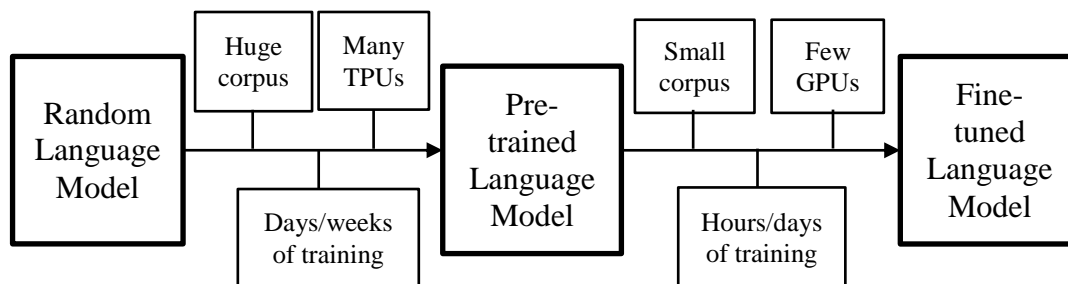 Random
Language
Model
Huge
corpus
Many
TPUs
Days/weeks
of training
Pre-
trained
Language
Model
Small
corpus
Few
GPUs
Hours/days
of training
Fine-
tuned
Language
Model